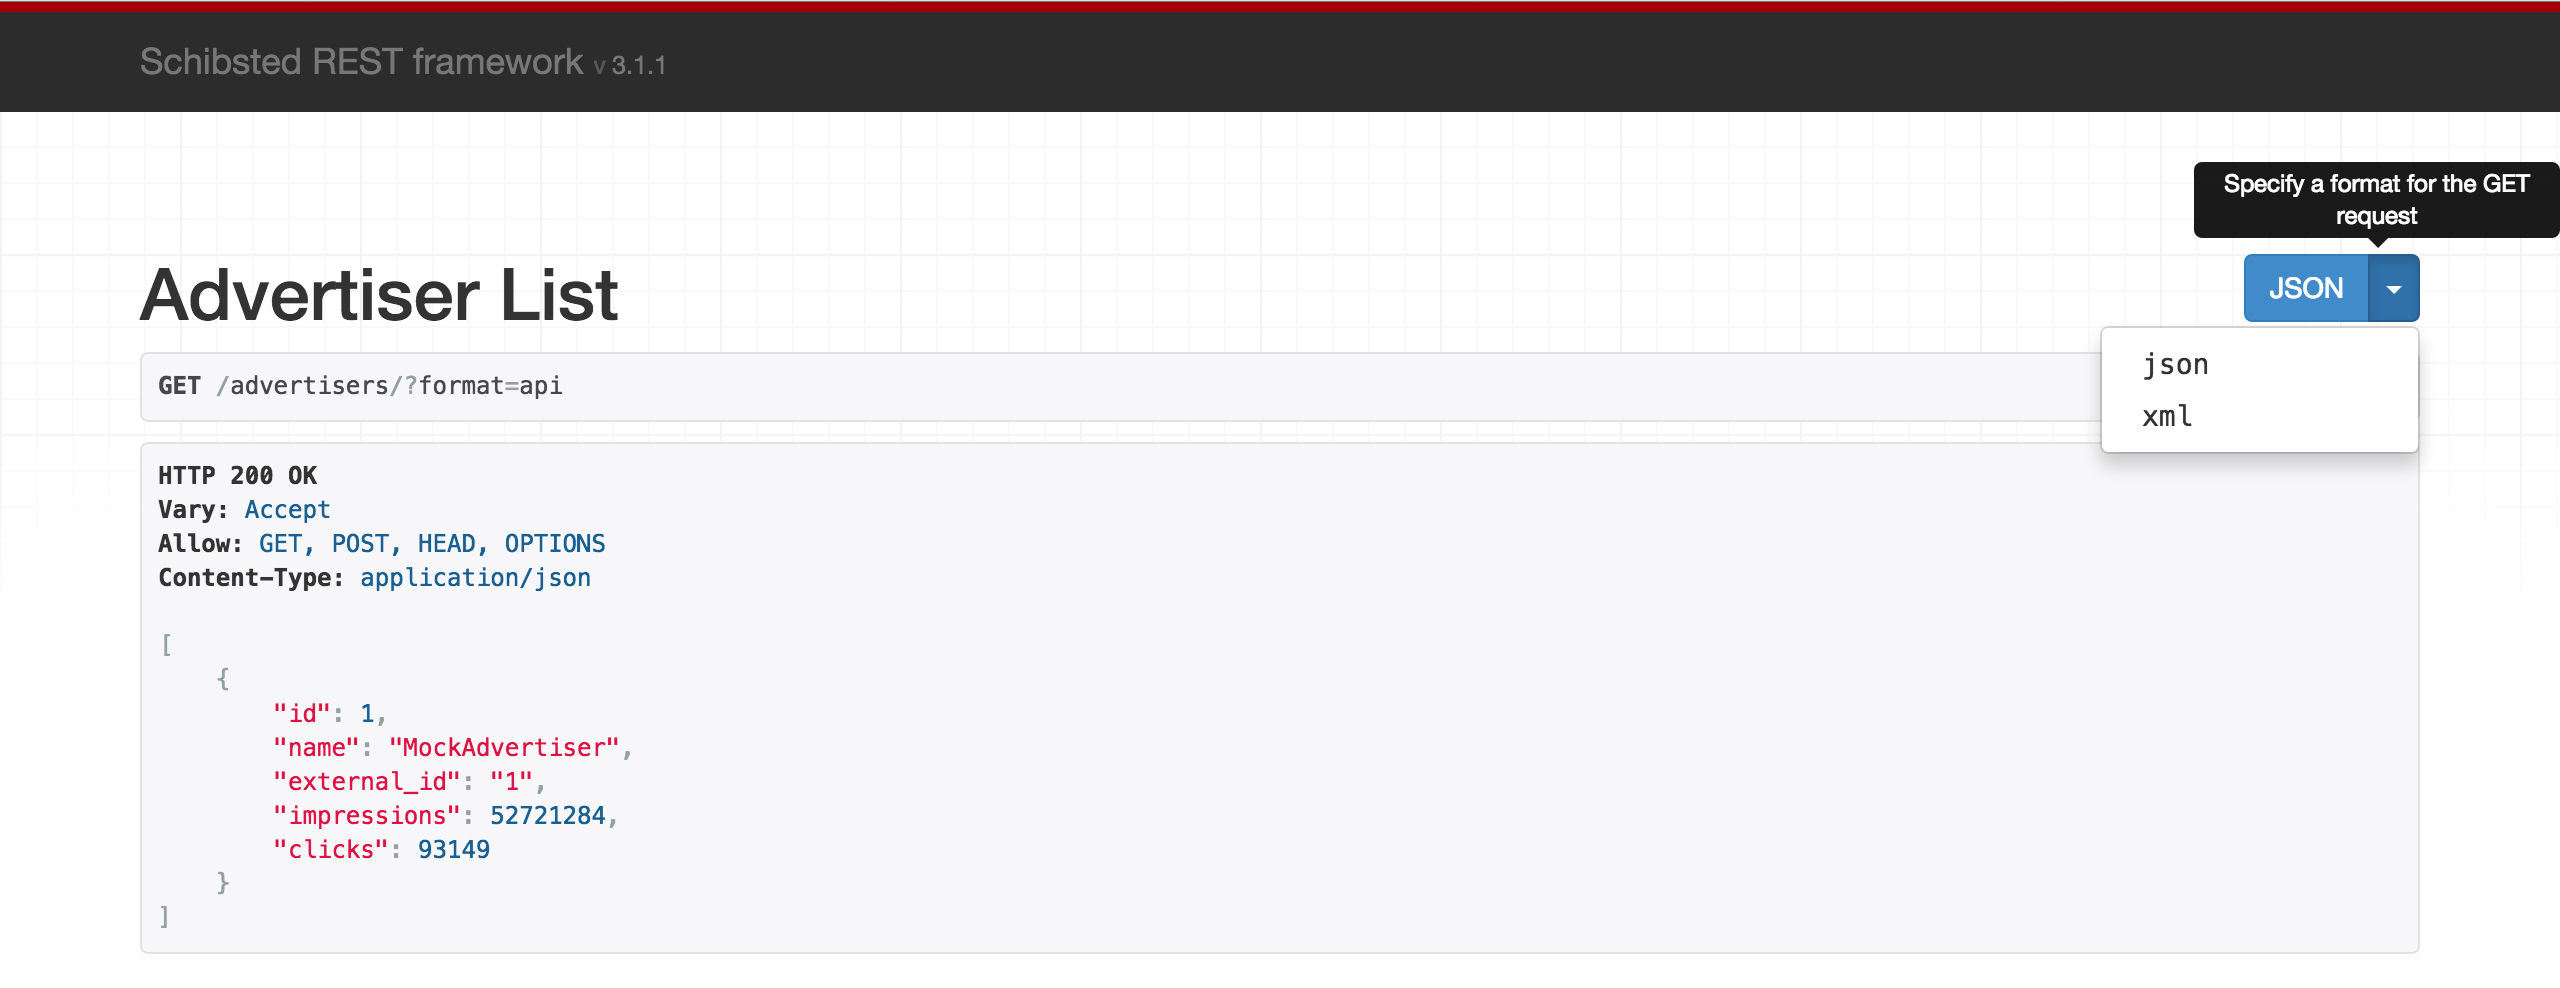 Schibsted REST framework v 3.1.1
Specify a format for the GET
request
Advertiser List
JSON
json
xml
GET /advertisers/?format=api
HTTP 200 OK
Vary: Accept
Allow: GET, POST, HEAD, OPTIONS
Content-Type: application/json
[
    {
        "id": 1,
        "name": "MockAdvertiser",
        "external_id": "1",
        "impressions": 52721284,
        "clicks": 93149
    }
]